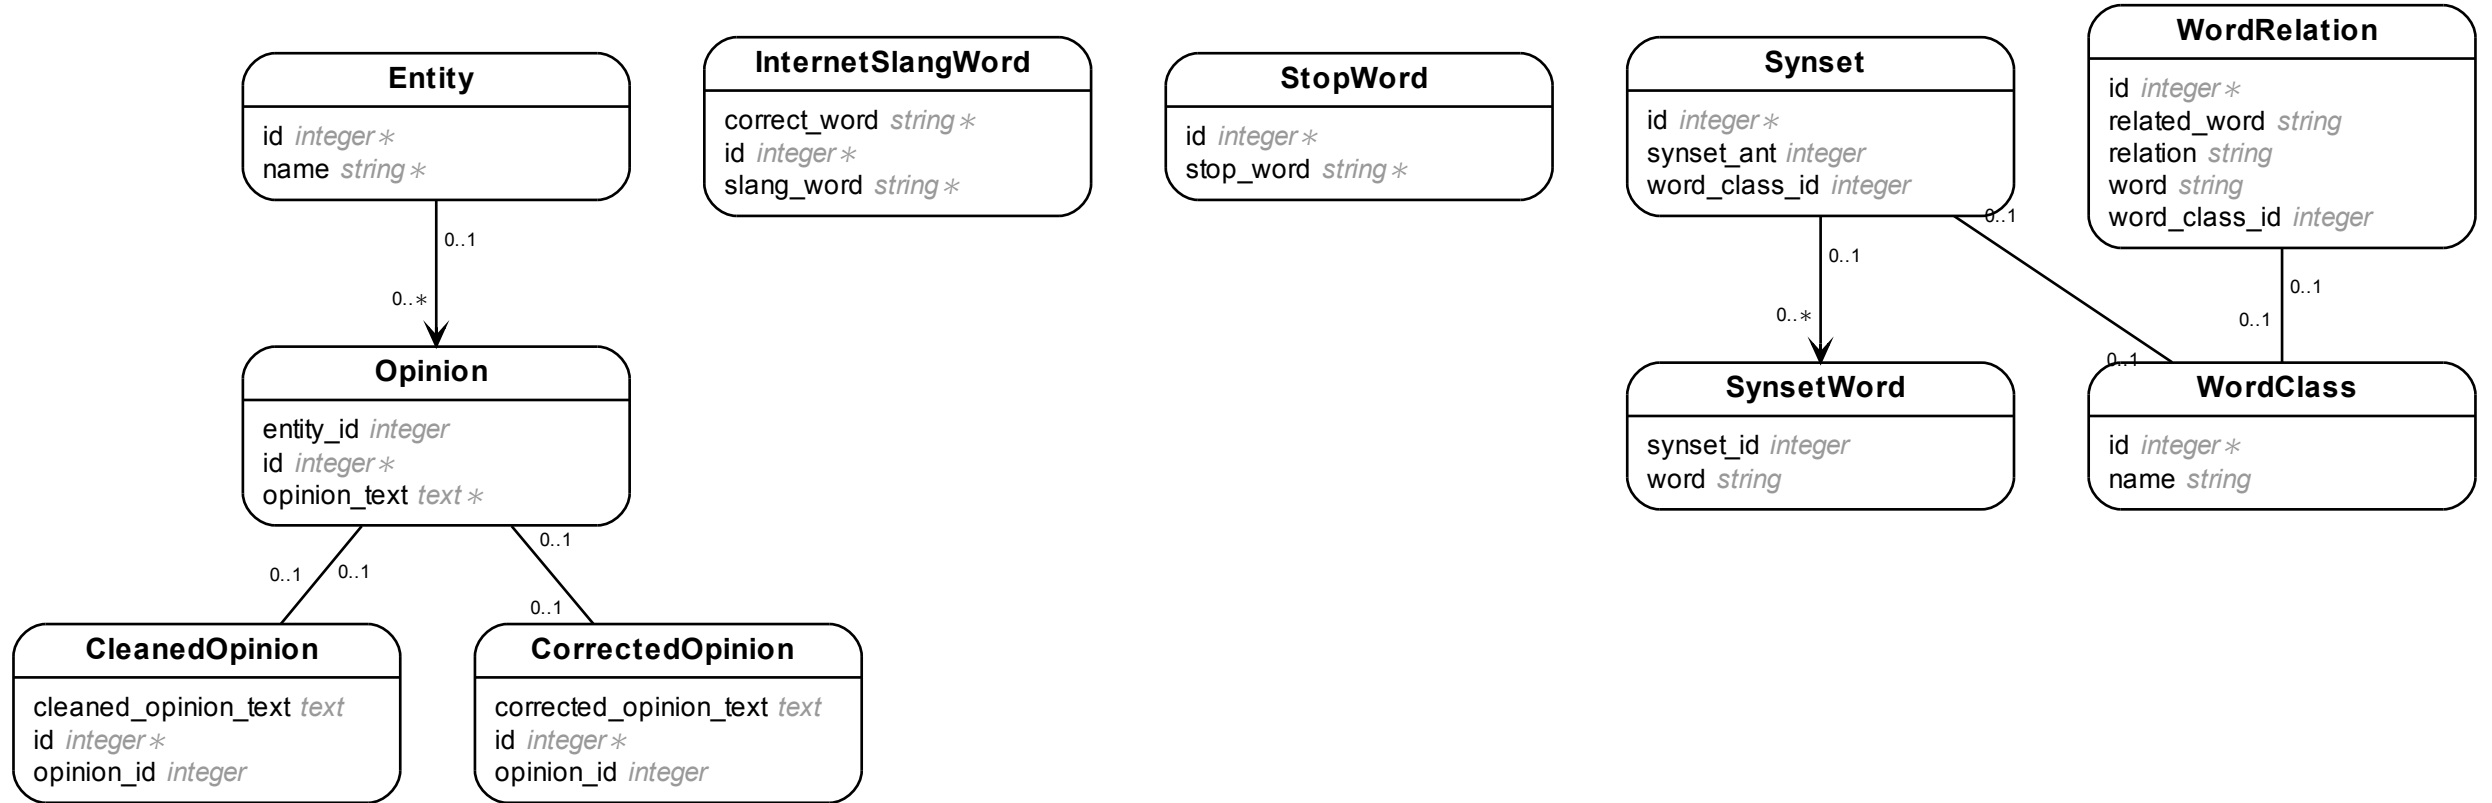 Entity
id integer ∗
name string ∗
InternetSlangWord
correct_word string ∗
id integer ∗
slang_word string ∗
StopWord
id integer ∗
stop_word string ∗
Synset
id integer ∗
synset_ant integer
word_class_id integer
WordRelation
id integer ∗
related_word string
relation string
word string
word_class_id integer
0..1
0..∗
0..1
0..∗
0..1
0..1
0..1
0..1
Opinion
entity_id integer
id integer ∗
opinion_text text ∗
SynsetWord
synset_id integer
word string
WordClass
id integer ∗
name string
0..1
0..1
0..1
0..1
CleanedOpinion
cleaned_opinion_text text
id integer ∗
opinion_id integer
CorrectedOpinion
corrected_opinion_text text
id integer ∗
opinion_id integer